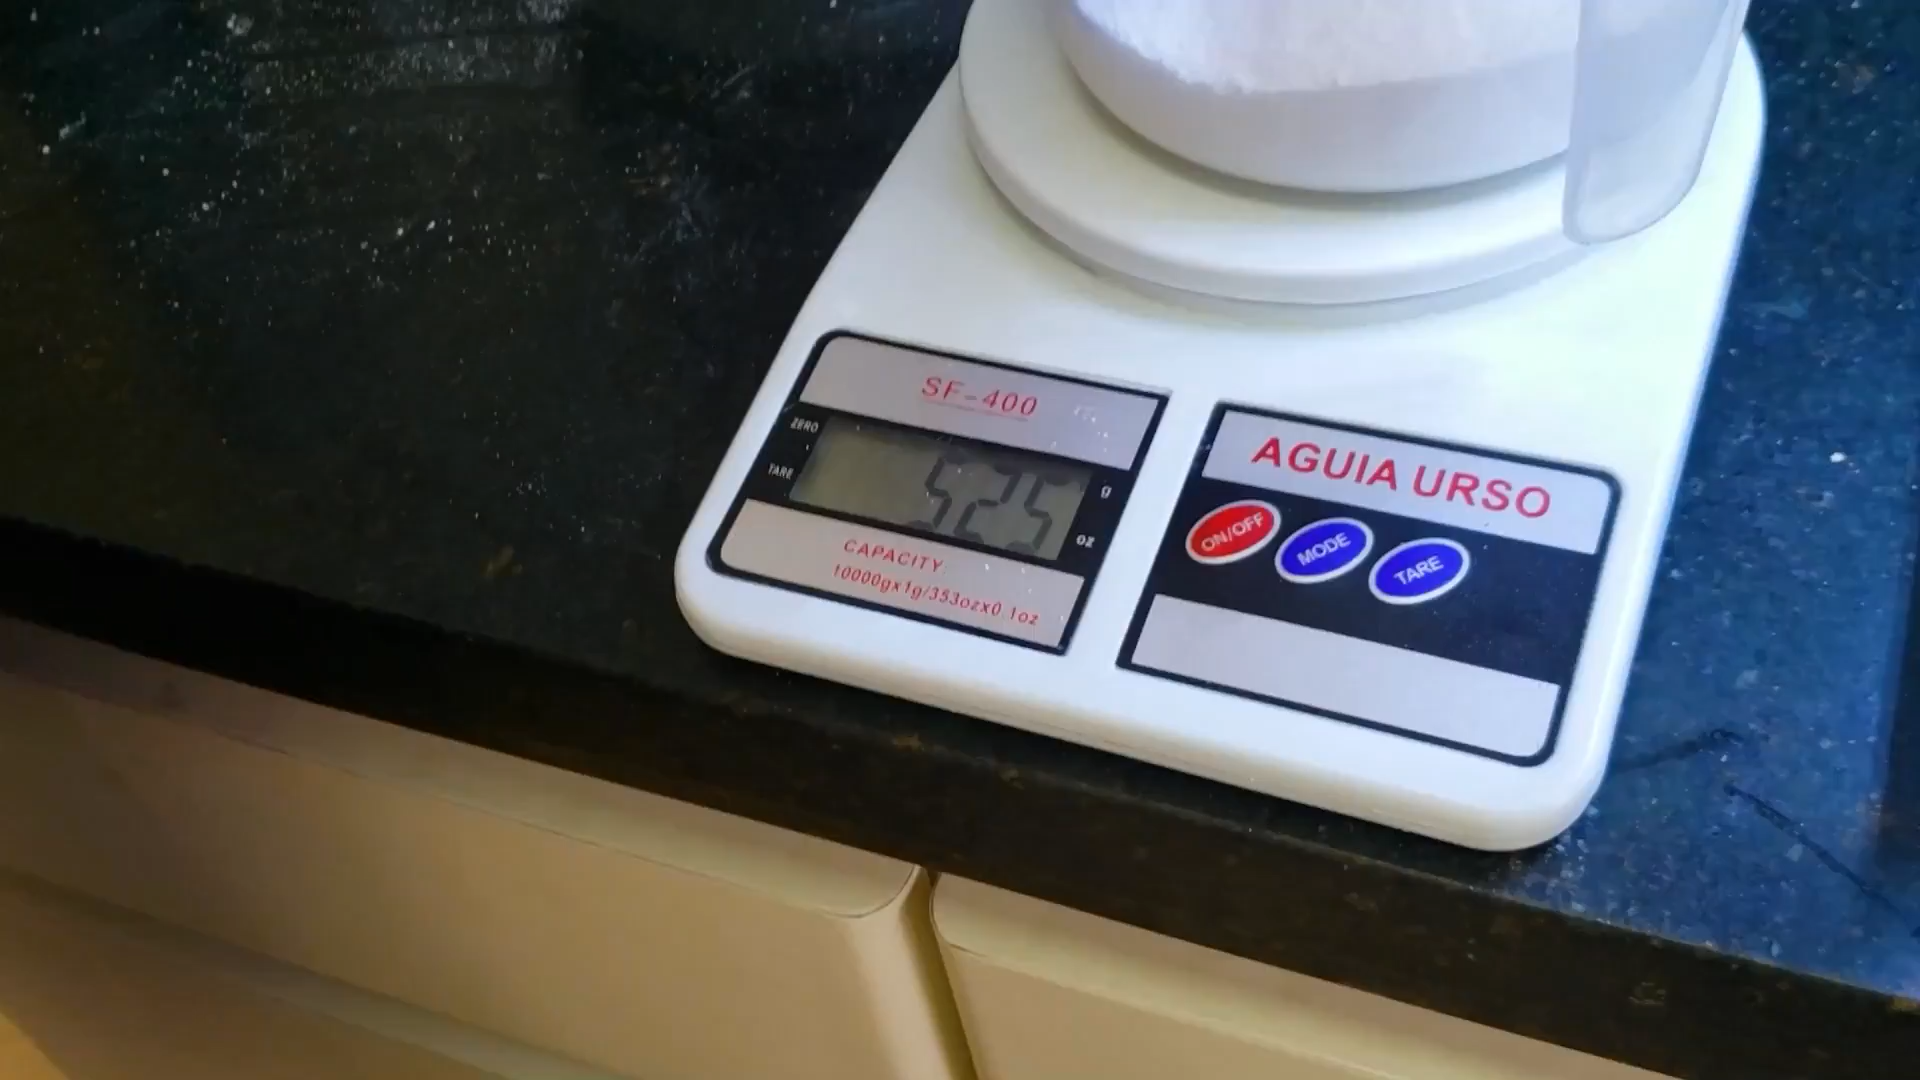 SF-400
ZERO
TARE
525
g
oz
CAPACITY:
10000gx1g/353ozx0.1oz
AGUIA URSO
ON/OFF
MODE
TARE